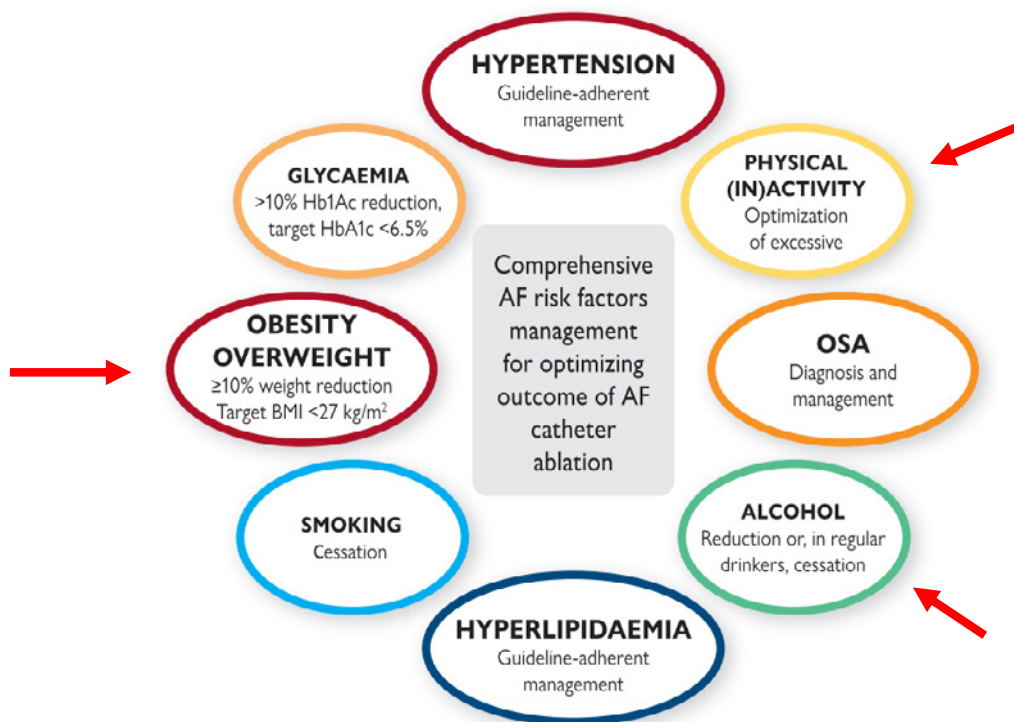 HYPERTENSION
Guideline-adherent
management
GLYCAEMIA
>10% Hb1Ac reduction,
target HbA1c <6.5%
PHYSICAL
(IN)ACTIVITY
Optimization
of excessive
Comprehensive
AF risk factors
management
for optimizing
outcome of AF
catheter
ablation
OBESITY
OVERWEIGHT
≥10% weight reduction
Target BMI <27 kg/m²
OSA
Diagnosis and
management
SMOKING
Cessation
ALCOHOL
Reduction or, in regular
drinkers, cessation
HYPERLIPIDAEMIA
Guideline-adherent
management